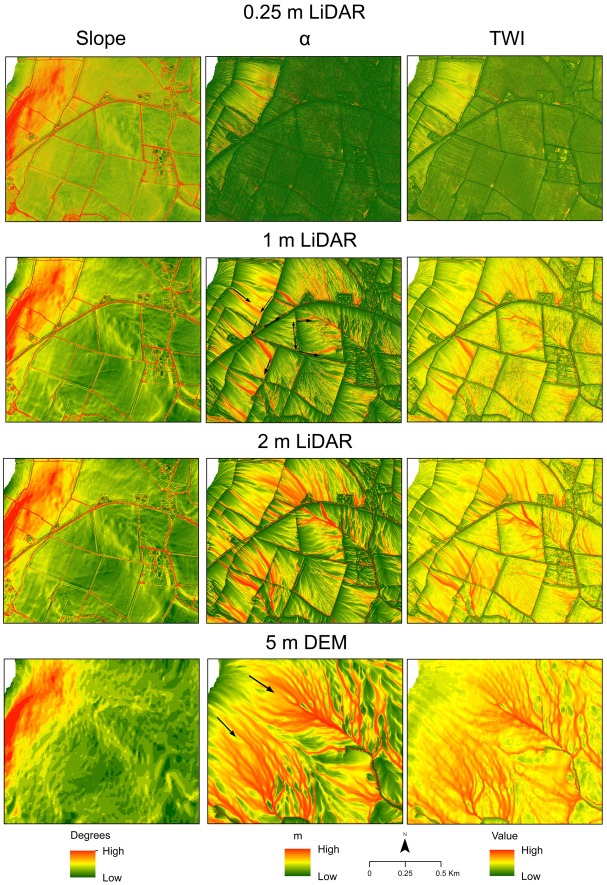 0.25 m LiDAR
Slope α TWI
1 m LiDAR
2 m LiDAR
5 m DEM
Degrees m Value
High High High
Low Low Low
N
0 0.25 0.5 Km